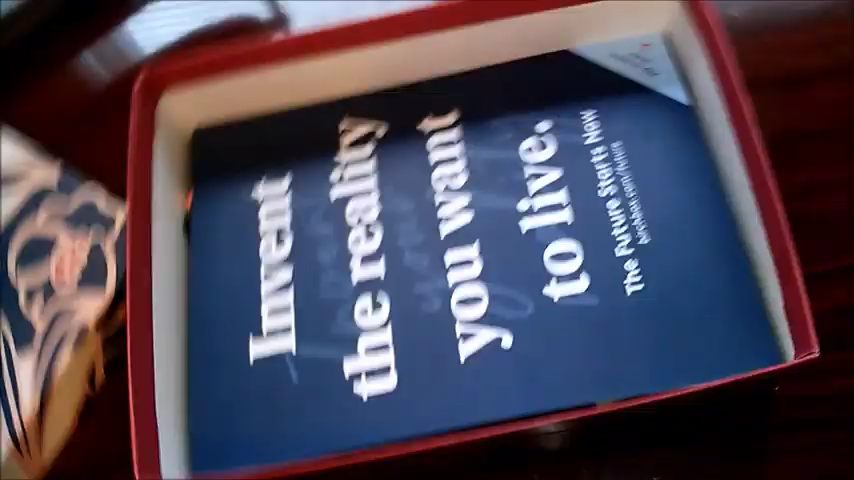 Invent
the reality
you want
to live.
The Future Starts Now